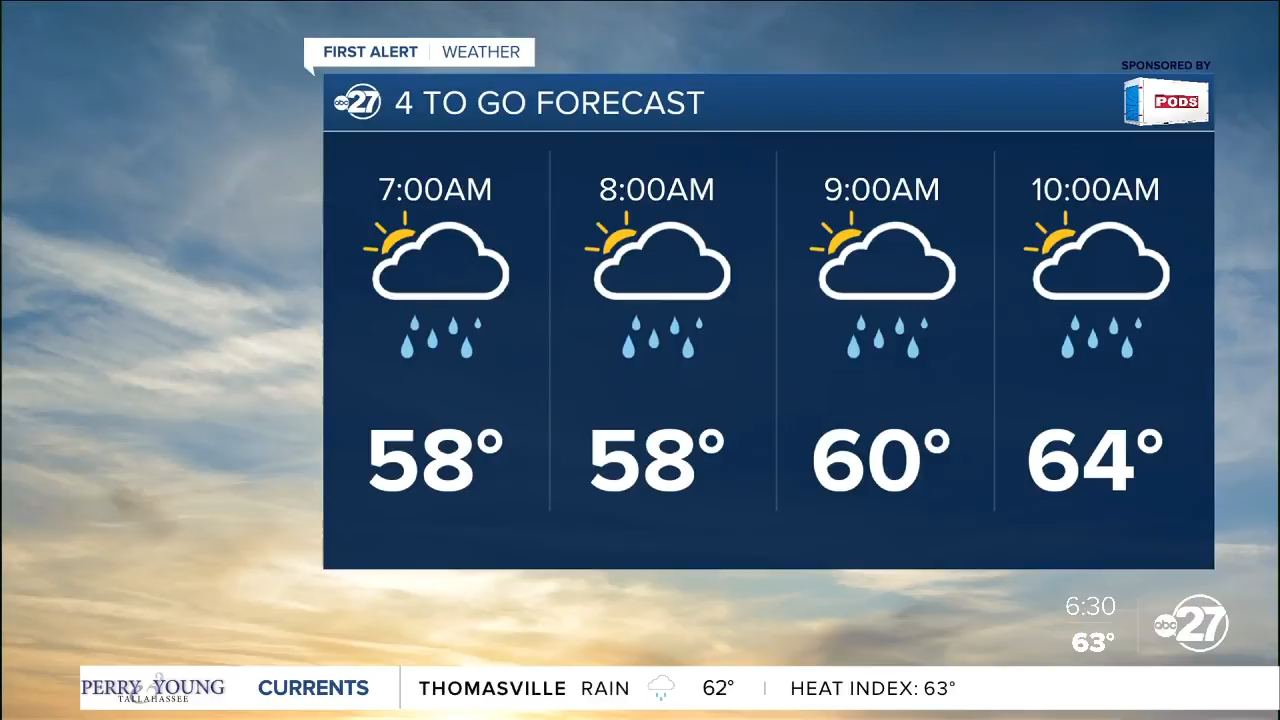 FIRST ALERT WEATHER
SPONSORED BY
abc 27 4 TO GO FORECAST
PODS
7:00AM 8:00AM 9:00AM 10:00AM
58° 58° 60° 64°
6:30
63°
abc 27
PERRY & YOUNG
TALLAHASSEE
CURRENTS THOMASVILLE RAIN 62° HEAT INDEX: 63°